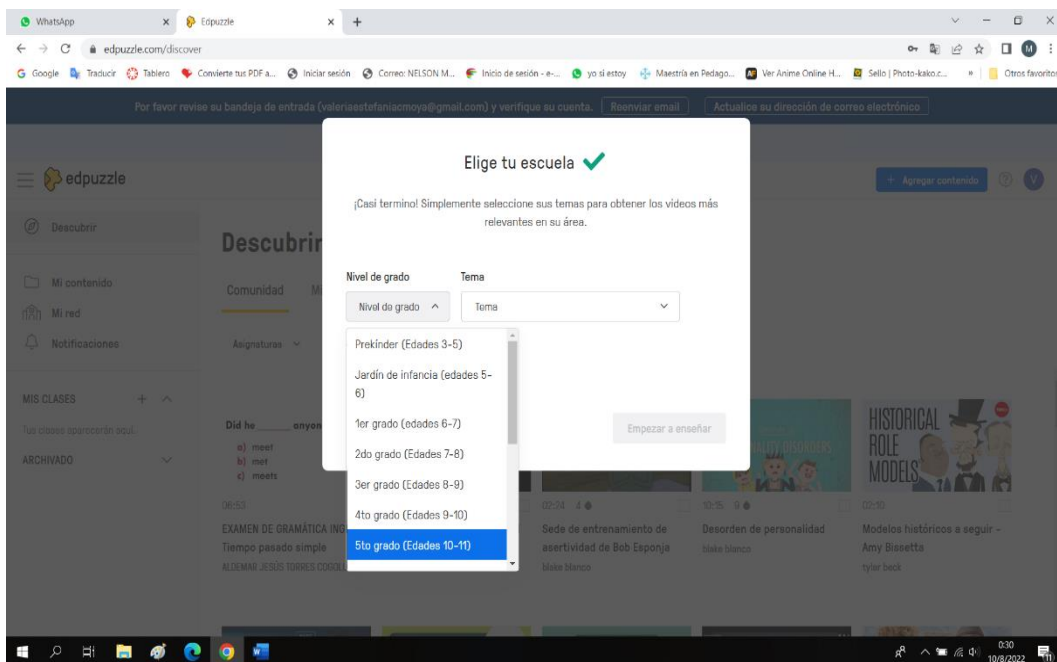 WhatsApp
Edpuzzle
edpuzzle.com/discover
Google
Traducir
Tablero
Convierte tus PDF a...
Iniciar sesión
Correo: NELSON M...
Inicio de sesión - e-...
yo si estoy
Maestría en Pedago...
Ver Anime Online H...
Sello | Photo-kako.c...
»
Otros favoritos
Por favor revise su bandeja de entrada (valeriaestefaniacmoya@gmail.com) y verifique su cuenta.
Reenviar email
Actualice su dirección de correo electrónico
edpuzzle
+ Agregar contenido
V
Descubrir
Mi contenido
Mi red
Notificaciones
MIS CLASES
Tus clases aparecerán aquí.
ARCHIVADO
Descubrir
Comunidad
Mi
Asignaturas
Elige tu escuela
¡Casi termino! Simplemente seleccione sus temas para obtener los videos más
relevantes en su área.
Nivel de grado
Tema
Nivel de grado
Tema
Prekínder (Edades 3-5)
Jardín de infancia (edades 5-
6)
1er grado (edades 6-7)
2do grado (Edades 7-8)
3er grado (Edades 8-9)
4to grado (Edades 9-10)
5to grado (Edades 10-11)
Empezar a enseñar
Did he ______ anyon
a) meet
b) met
c) meets
06:53
EXAMEN DE GRAMÁTICA ING
Tiempo pasado simple
ALDEMAR JESÚS TORRES COGOLL
02:24 4
Sede de entrenamiento de
asertividad de Bob Esponja
blake blanco
10:15 9
Desorden de personalidad
blake blanco
HISTORICAL
ROLE
MODELS
02:10
Modelos históricos a seguir -
Amy Bissetta
tylar beck
0:30
10/8/2022